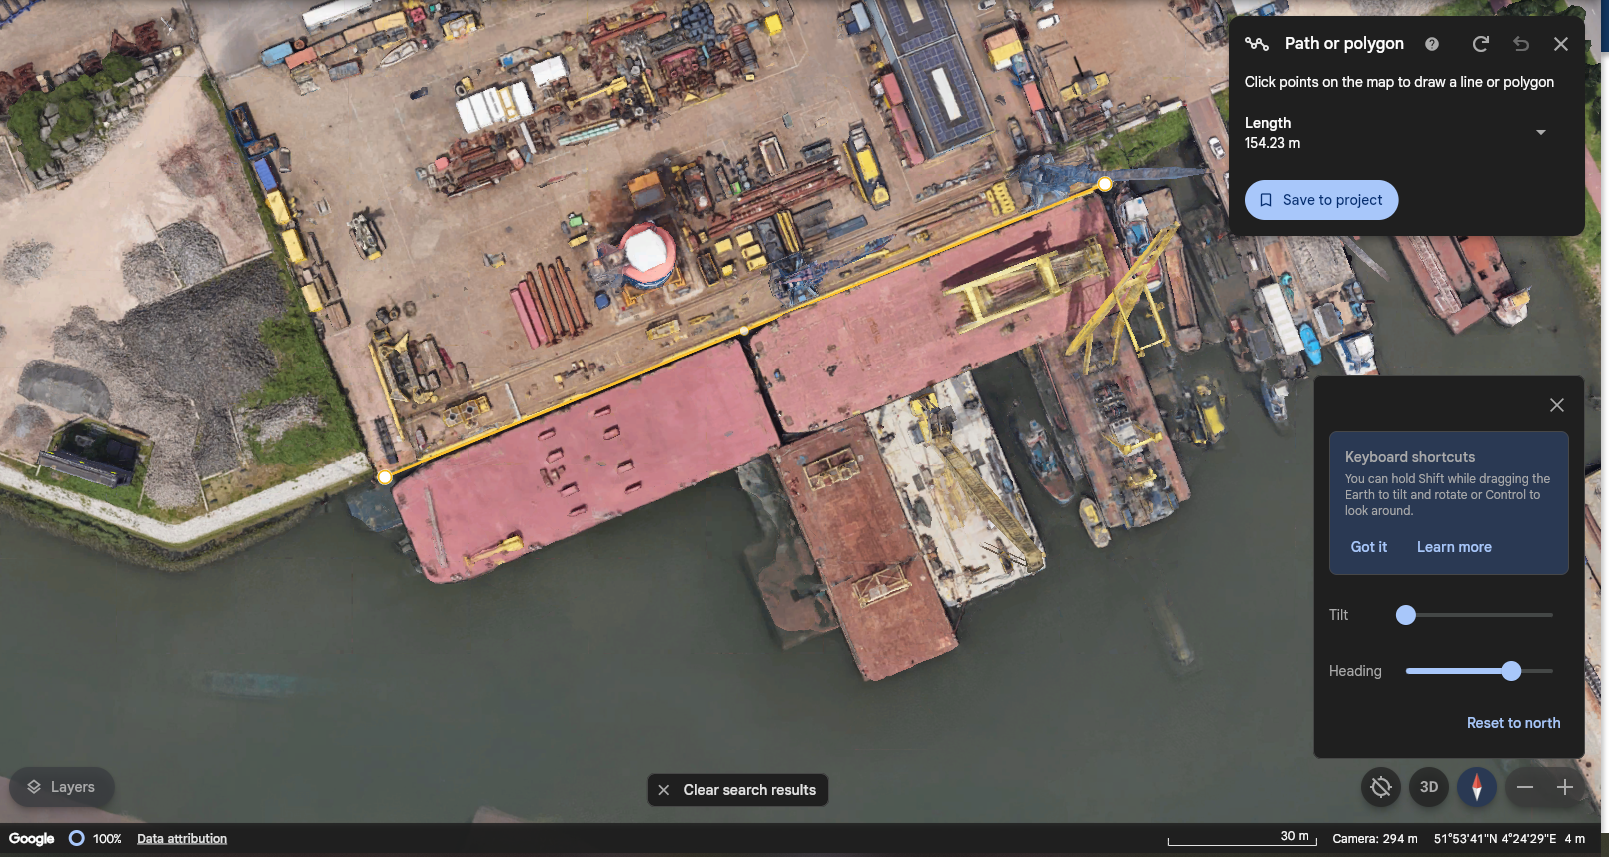 Path or polygon
Click points on the map to draw a line or polygon
Length
154.23 m
Save to project
Keyboard shortcuts
You can hold Shift while dragging the
Earth to tilt and rotate or Control to
look around.
Got it
Learn more
Tilt
Heading
Reset to north
Layers
Clear search results
3D
Google
100%
Data attribution
30 m
Camera: 294 m
51°53'41"N 4°24'29"E
4 m